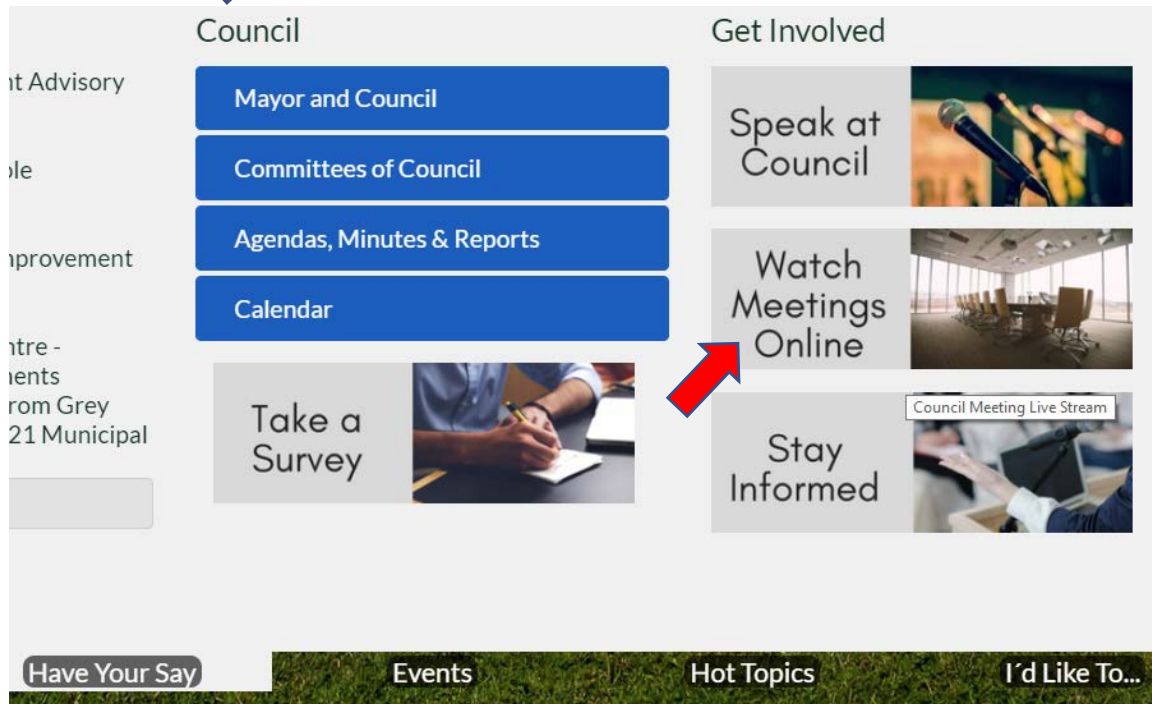 Council
Get Involved
nt Advisory
ole
nprovement
ntre -
nents
rom Grey
21 Municipal
Mayor and Council
Committees of Council
Agendas, Minutes & Reports
Calendar
Take a
Survey
Speak at
Council
Watch
Meetings
Online
Council Meeting Live Stream
Stay
Informed
Have Your Say
Events
Hot Topics
I´d Like To...